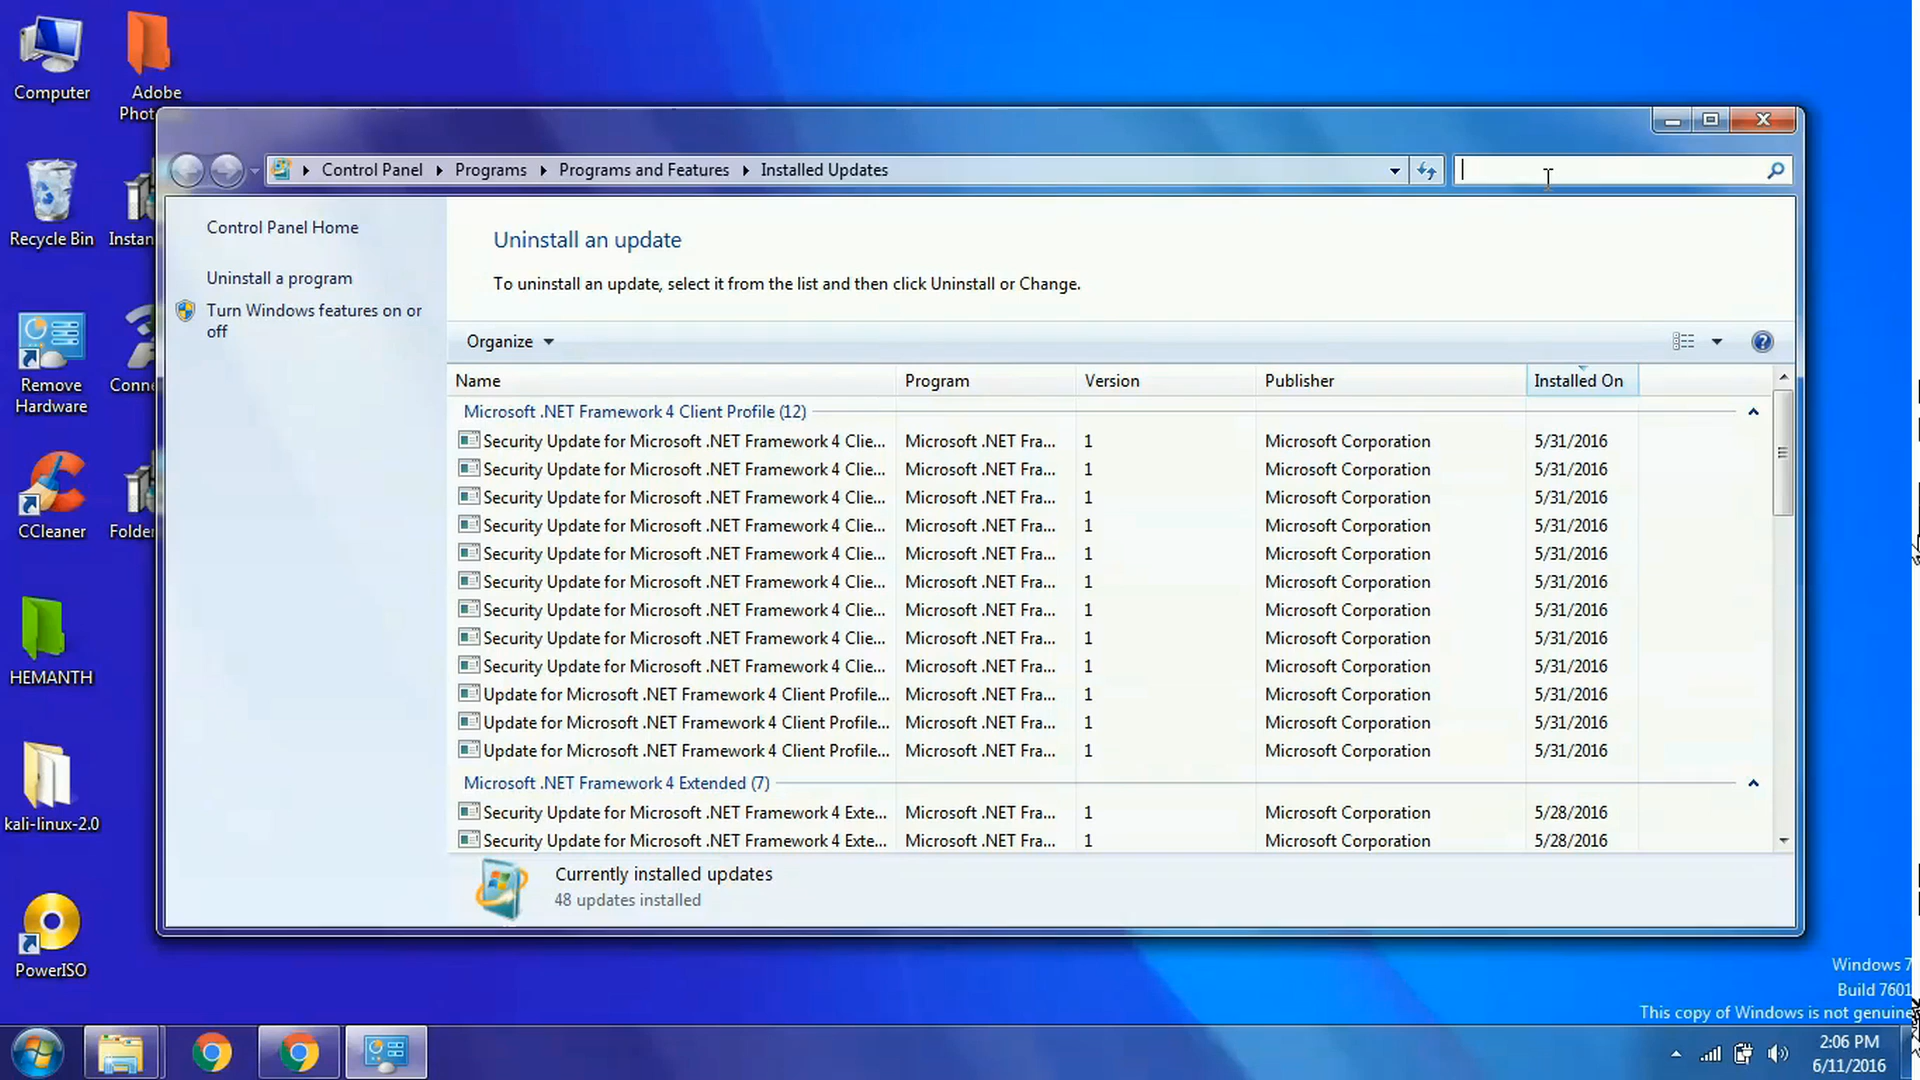 Computer
Adobe
Phot
Recycle Bin
Instan
Remove
Hardware
Conne
CCleaner
Folder
HEMANTH
kali-linux-2.0
PowerISO
Control Panel
Programs
Programs and Features
Installed Updates
Control Panel Home
Uninstall a program
Turn Windows features on or
off
Uninstall an update
To uninstall an update, select it from the list and then click Uninstall or Change.
Organize
Name Program Version Publisher Installed On
Microsoft .NET Framework 4 Client Profile (12)
Security Update for Microsoft .NET Framework 4 Clie... Microsoft .NET Fra... 1 Microsoft Corporation 5/31/2016
Security Update for Microsoft .NET Framework 4 Clie... Microsoft .NET Fra... 1 Microsoft Corporation 5/31/2016
Security Update for Microsoft .NET Framework 4 Clie... Microsoft .NET Fra... 1 Microsoft Corporation 5/31/2016
Security Update for Microsoft .NET Framework 4 Clie... Microsoft .NET Fra... 1 Microsoft Corporation 5/31/2016
Security Update for Microsoft .NET Framework 4 Clie... Microsoft .NET Fra... 1 Microsoft Corporation 5/31/2016
Security Update for Microsoft .NET Framework 4 Clie... Microsoft .NET Fra... 1 Microsoft Corporation 5/31/2016
Security Update for Microsoft .NET Framework 4 Clie... Microsoft .NET Fra... 1 Microsoft Corporation 5/31/2016
Security Update for Microsoft .NET Framework 4 Clie... Microsoft .NET Fra... 1 Microsoft Corporation 5/31/2016
Security Update for Microsoft .NET Framework 4 Clie... Microsoft .NET Fra... 1 Microsoft Corporation 5/31/2016
Update for Microsoft .NET Framework 4 Client Profile... Microsoft .NET Fra... 1 Microsoft Corporation 5/31/2016
Update for Microsoft .NET Framework 4 Client Profile... Microsoft .NET Fra... 1 Microsoft Corporation 5/31/2016
Update for Microsoft .NET Framework 4 Client Profile... Microsoft .NET Fra... 1 Microsoft Corporation 5/31/2016
Microsoft .NET Framework 4 Extended (7)
Security Update for Microsoft .NET Framework 4 Exte... Microsoft .NET Fra... 1 Microsoft Corporation 5/28/2016
Security Update for Microsoft .NET Framework 4 Exte... Microsoft .NET Fra... 1 Microsoft Corporation 5/28/2016
Currently installed updates
48 updates installed
Windows 7
Build 7601
This copy of Windows is not genuine
2:06 PM
6/11/2016